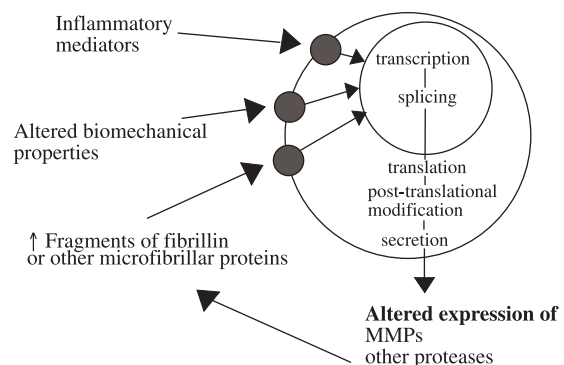 Inflammatory
mediators
transcription
splicing
Altered biomechanical
properties
translation
post-translational
modification
secretion
↑ Fragments of fibrillin
or other microfibrillar proteins
Altered expression of
MMPs
other proteases